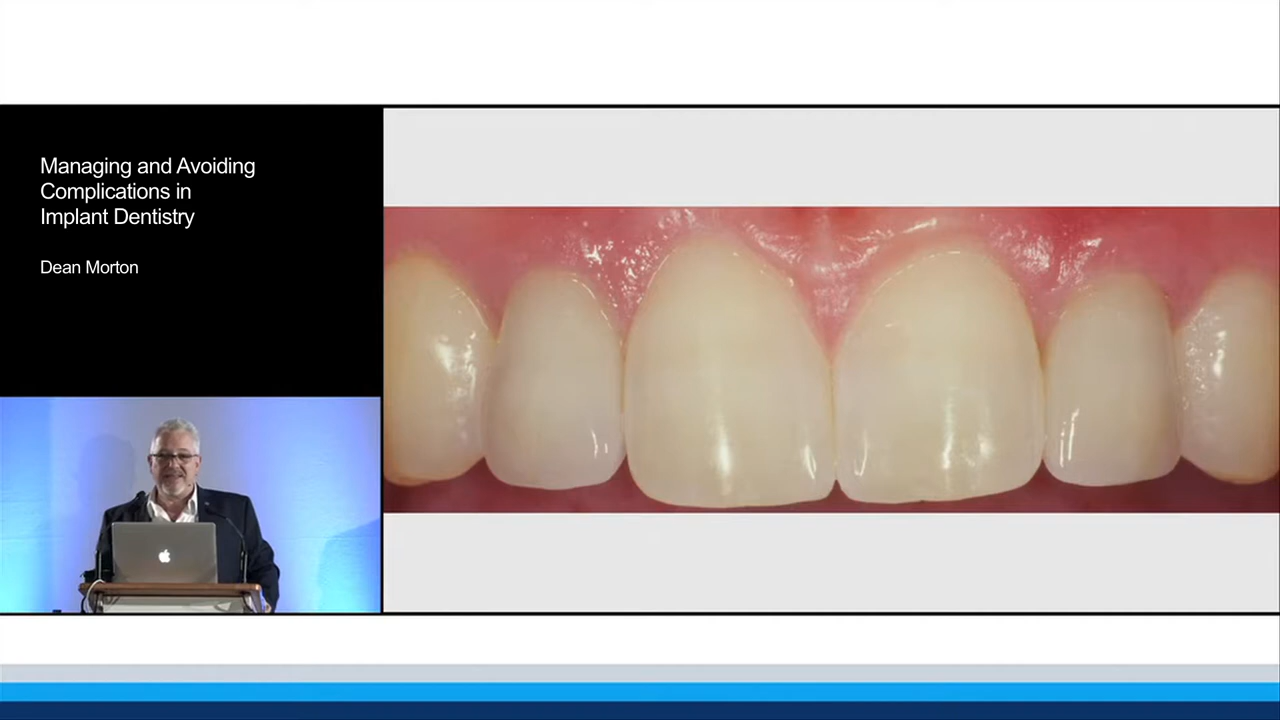 Managing and Avoiding
Complications in
Implant Dentistry
Dean Morton